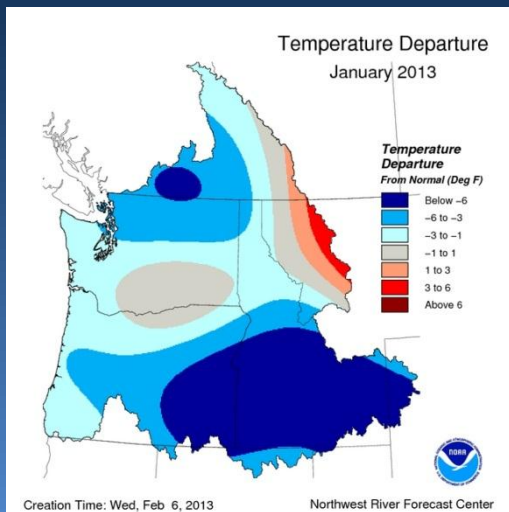 Temperature Departure
January 2013
Temperature
Departure
From Normal (Deg F)
Below -6
-6 to -3
-3 to -1
-1 to 1
1 to 3
3 to 6
Above 6
NOAA
Creation Time: Wed, Feb 6, 2013
Northwest River Forecast Center